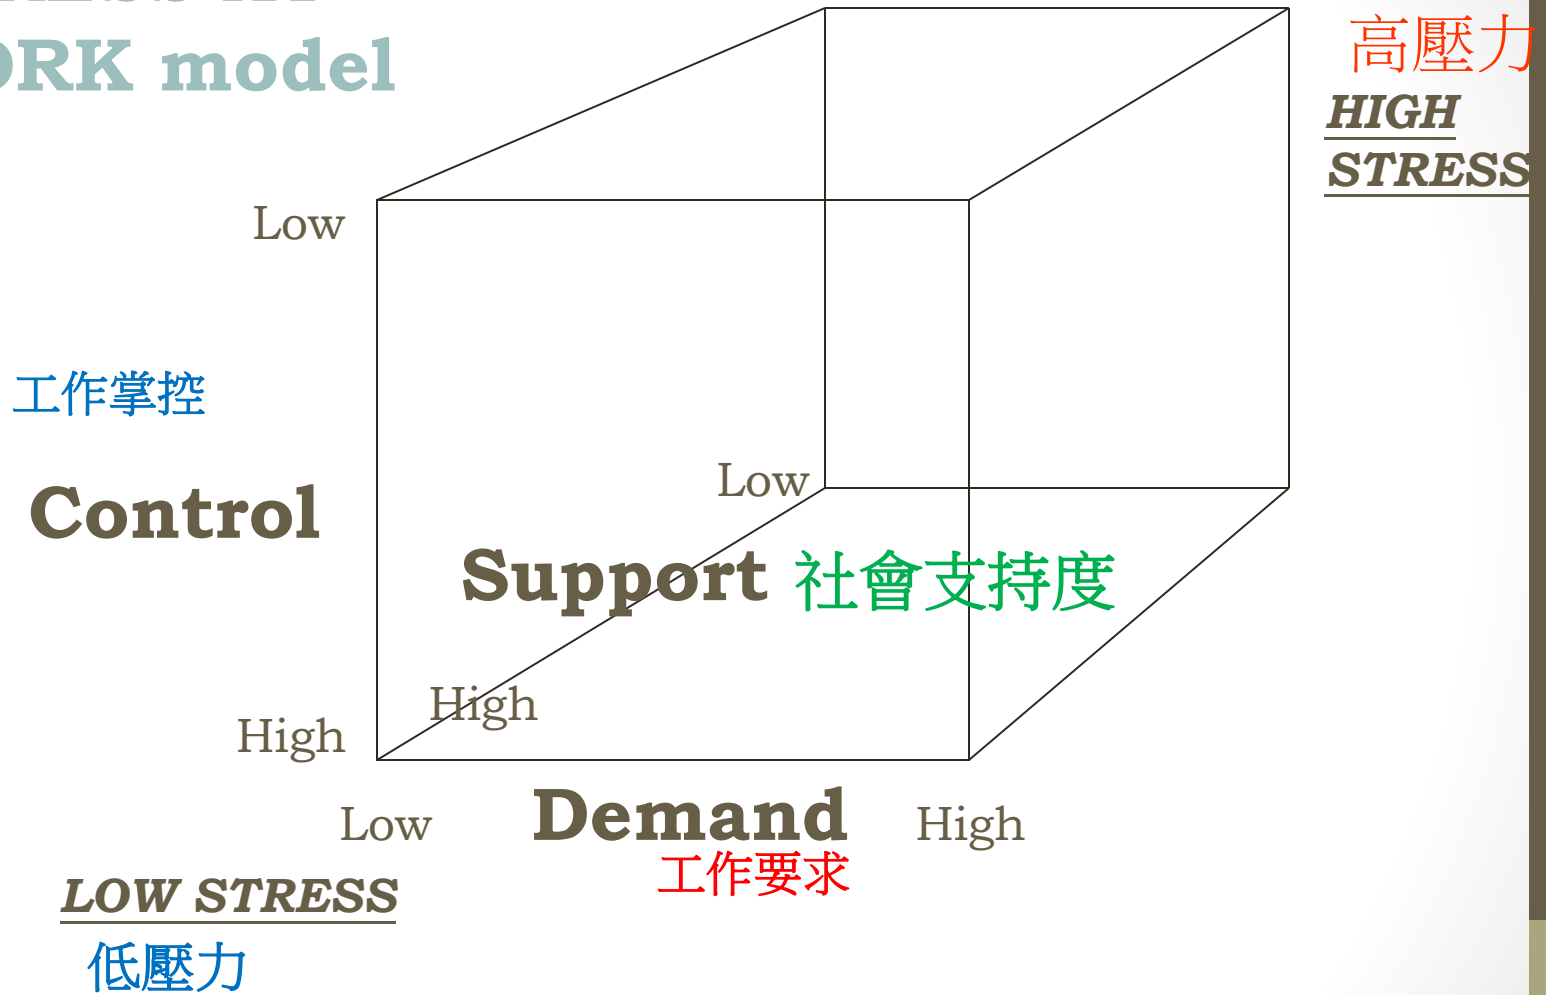 ORK model
高壓力
HIGH
STRESS
Low
工作掌控
Low
Control
Support 社會支持度
High
High
Low
Demand
High
工作要求
LOW STRESS
低壓力